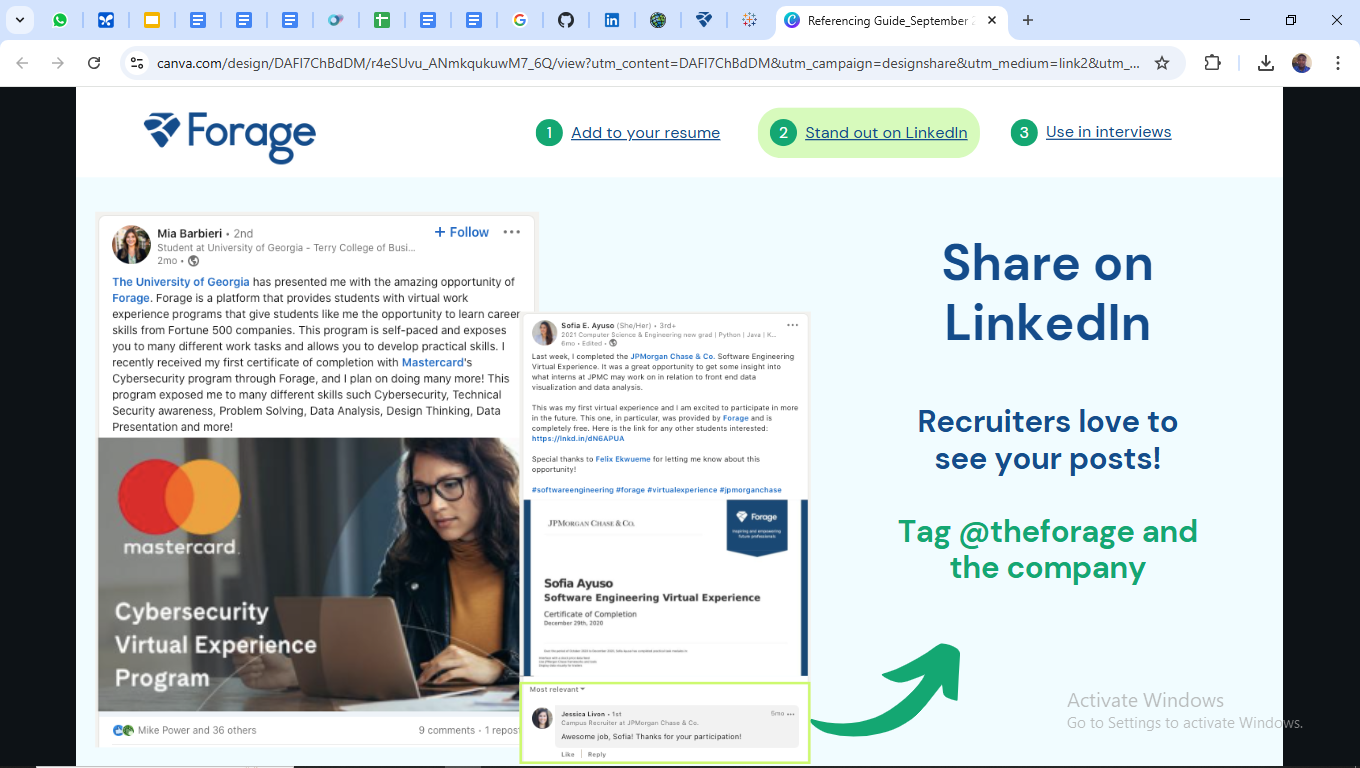 Referencing Guide_September 2
canva.com/design/DAFI7ChBdDM/r4eSUvu_ANmkqukuwM7_6Q/view?utm_content=DAFI7ChBdDM&utm_campaign=designshare&utm_medium=link2&utm_...
Forage
1 Add to your resume
2 Stand out on LinkedIn
3 Use in interviews
Mia Barbieri • 2nd
+ Follow
Student at University of Georgia - Terry College of Busi...
2mo •
The University of Georgia has presented me with the amazing opportunity of
Forage. Forage is a platform that provides students with virtual work
experience programs that give students like me the opportunity to learn career
skills from Fortune 500 companies. This program is self-paced and exposes
you to many different work tasks and allows you to develop practical skills. I
recently received my first certificate of completion with Mastercard's
Cybersecurity program through Forage, and I plan on doing many more! This
program exposed me to many different skills such Cybersecurity, Technical
Security awareness, Problem Solving, Data Analysis, Design Thinking, Data
Presentation and more!
mastercard.
Cybersecurity
Virtual Experience
Program
Mike Power and 36 others
9 comments • 1 repost
Sofia E. Ayuso (She/Her) • 3rd+
2021 Computer Science & Engineering new grad | Python | Java | K...
6mo • Edited •
Last week, I completed the JPMorgan Chase & Co. Software Engineering
Virtual Experience. It was a great opportunity to get some insight into
what interns at JPMC may work on in relation to front end data
visualization and data analysis.
This was my first virtual experience and I am excited to participate in more
in the future. This one, in particular, was provided by Forage and is
completely free. Here is the link for any other students interested:
https://lnkd.in/dN6APUA
Special thanks to Felix Ekwueme for letting me know about this
opportunity!
#softwareengineering #forage #virtualexperience #jpmorganchase
JPMORGAN CHASE & CO.
Forage
Inspiring and empowering
future professionals
Sofia Ayuso
Software Engineering Virtual Experience
Certificate of Completion
December 29th, 2020
Most relevant
Jessica Livon • 1st
5mo
Campus Recruiter at JPMorgan Chase & Co.
Awesome job, Sofia! Thanks for your participation!
Like | Reply
Share on
LinkedIn
Recruiters love to
see your posts!
Tag @theforage and
the company
Activate Windows
Go to Settings to activate Windows.